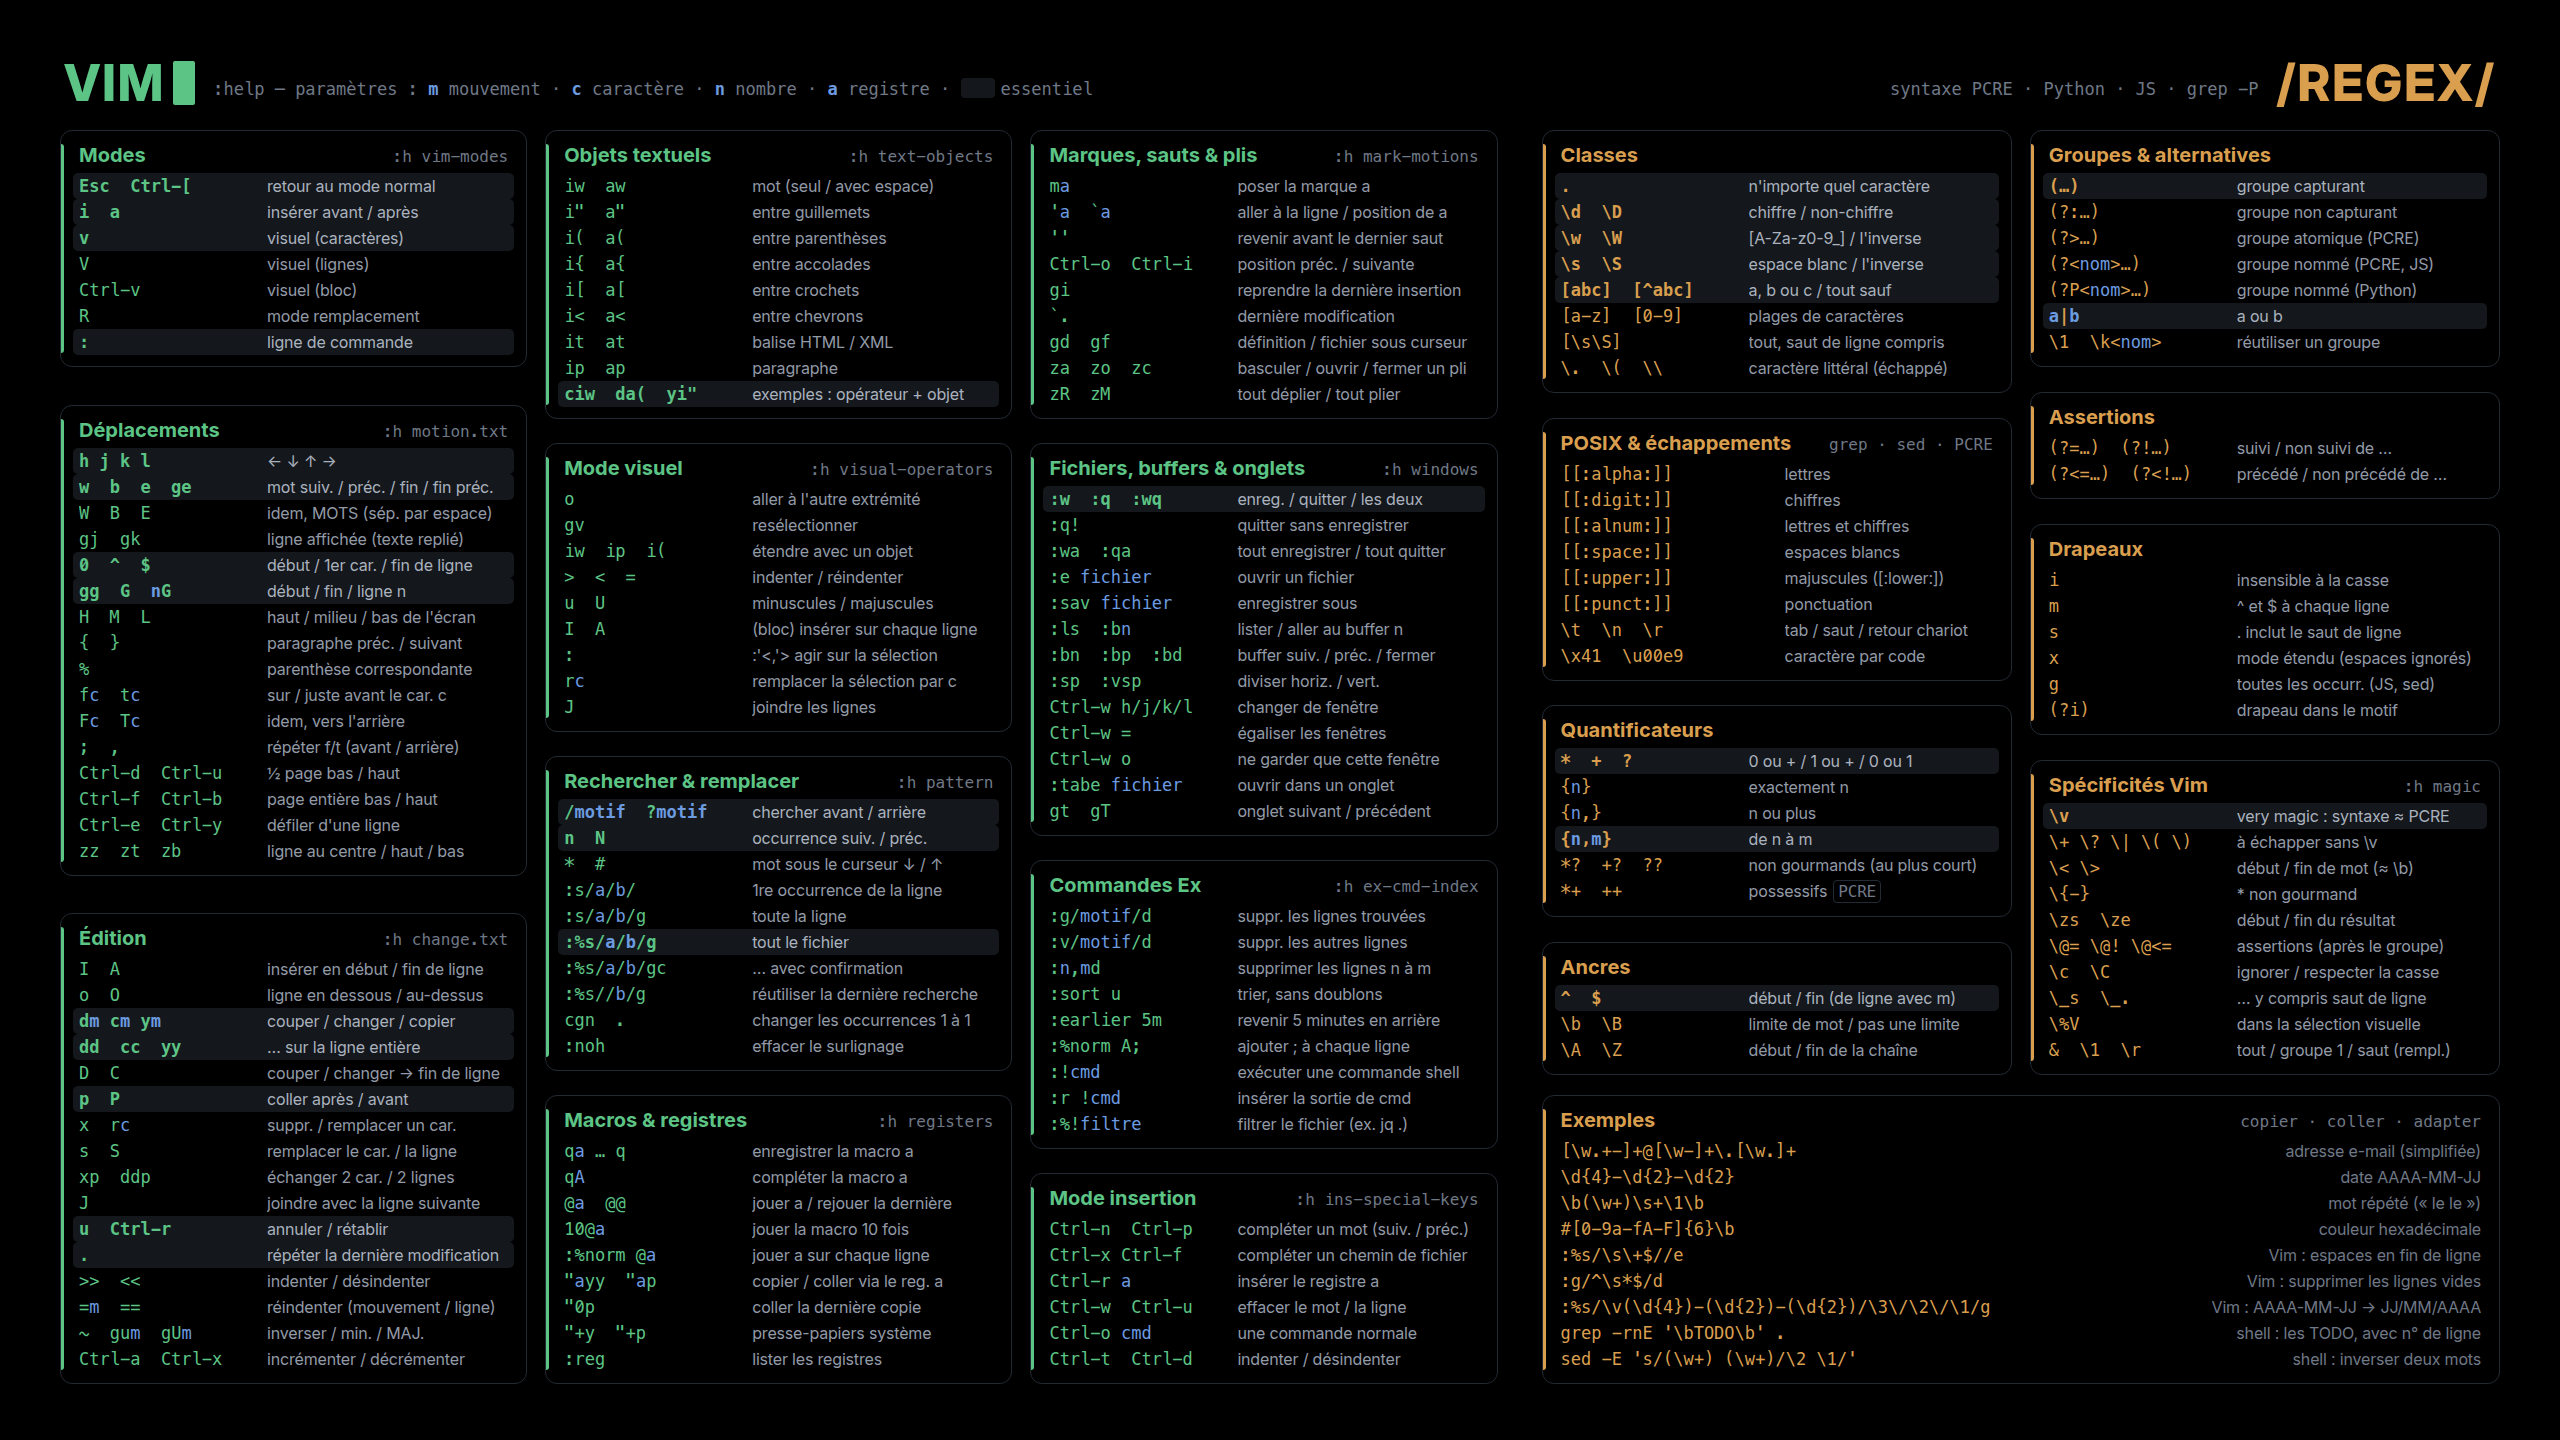 VIM
:help – paramètres : m mouvement · c caractère · n nombre · a registre · essentiel
syntaxe PCRE · Python · JS · grep -P /REGEX/
Modes :h vim-modes
Esc Ctrl-[ retour au mode normal
i a insérer avant / après
v visuel (caractères)
V visuel (lignes)
Ctrl-v visuel (bloc)
R mode remplacement
: ligne de commande
Déplacements :h motion.txt
h j k l ← ↓ ↑ →
w b e ge mot suiv. / préc. / fin / fin préc.
W B E idem, MOTS (sép. par espace)
gj gk ligne affichée (texte replié)
0 ^ $ début / 1er car. / fin de ligne
gg G nG début / fin / ligne n
H M L haut / milieu / bas de l'écran
{ } paragraphe préc. / suivant
% parenthèse correspondante
fc tc sur / juste avant le car. c
Fc Tc idem, vers l'arrière
; , répéter f/t (avant / arrière)
Ctrl-d Ctrl-u ½ page bas / haut
Ctrl-f Ctrl-b page entière bas / haut
Ctrl-e Ctrl-y défiler d'une ligne
zz zt zb ligne au centre / haut / bas
Édition :h change.txt
I A insérer en début / fin de ligne
o O ligne en dessous / au-dessus
dm cm ym couper / changer / copier
dd cc yy … sur la ligne entière
D C couper / changer → fin de ligne
p P coller après / avant
x rc suppr. / remplacer un car.
s S remplacer le car. / la ligne
xp ddp échanger 2 car. / 2 lignes
J joindre avec la ligne suivante
u Ctrl-r annuler / rétablir
. répéter la dernière modification
>> << indenter / désindenter
=m == réindenter (mouvement / ligne)
~ gum gUm inverser / min. / MAJ.
Ctrl-a Ctrl-x incrémenter / décrémenter
Objets textuels :h text-objects
iw aw mot (seul / avec espace)
i" a" entre guillemets
i( a( entre parenthèses
i{ a{ entre accolades
i[ a[ entre crochets
i< a< entre chevrons
it at balise HTML / XML
ip ap paragraphe
ciw da( yi" exemples : opérateur + objet
Mode visuel :h visual-operators
o aller à l'autre extrémité
gv resélectionner
iw ip i( étendre avec un objet
> < = indenter / réindenter
u U minuscules / majuscules
I A (bloc) insérer sur chaque ligne
: :'<,'> agir sur la sélection
rc remplacer la sélection par c
J joindre les lignes
Rechercher & remplacer :h pattern
/motif ?motif chercher avant / arrière
n N occurrence suiv. / préc.
* # mot sous le curseur ↓ / ↑
:s/a/b/ 1re occurrence de la ligne
:s/a/b/g toute la ligne
:%s/a/b/g tout le fichier
:%s/a/b/gc … avec confirmation
:%s//b/g réutiliser la dernière recherche
cgn . changer les occurrences 1 à 1
:noh effacer le surlignage
Macros & registres :h registers
qa … q enregistrer la macro a
qA compléter la macro a
@a @@ jouer a / rejouer la dernière
10@a jouer la macro 10 fois
:%norm @a jouer a sur chaque ligne
"ayy "ap copier / coller via le reg. a
"0p coller la dernière copie
"+y "+p presse-papiers système
:reg lister les registres
Marques, sauts & plis :h mark-motions
ma poser la marque a
'a `a aller à la ligne / position de a
'' revenir avant le dernier saut
Ctrl-o Ctrl-i position préc. / suivante
gi reprendre la dernière insertion
`. dernière modification
gd gf définition / fichier sous curseur
za zo zc basculer / ouvrir / fermer un pli
zR zM tout déplier / tout plier
Fichiers, buffers & onglets :h windows
:w :q :wq enreg. / quitter / les deux
:q! quitter sans enregistrer
:wa :qa tout enregistrer / tout quitter
:e fichier ouvrir un fichier
:sav fichier enregistrer sous
:ls :bn lister / aller au buffer n
:bn :bp :bd buffer suiv. / préc. / fermer
:sp :vsp diviser horiz. / vert.
Ctrl-w h/j/k/l changer de fenêtre
Ctrl-w = égaliser les fenêtres
Ctrl-w o ne garder que cette fenêtre
:tabe fichier ouvrir dans un onglet
gt gT onglet suivant / précédent
Commandes Ex :h ex-cmd-index
:g/motif/d suppr. les lignes trouvées
:v/motif/d suppr. les autres lignes
:n,md supprimer les lignes n à m
:sort u trier, sans doublons
:earlier 5m revenir 5 minutes en arrière
:%norm A; ajouter ; à chaque ligne
:!cmd exécuter une commande shell
:r !cmd insérer la sortie de cmd
:%!filtre filtrer le fichier (ex. jq .)
Mode insertion :h ins-special-keys
Ctrl-n Ctrl-p compléter un mot (suiv. / préc.)
Ctrl-x Ctrl-f compléter un chemin de fichier
Ctrl-r a insérer le registre a
Ctrl-w Ctrl-u effacer le mot / la ligne
Ctrl-o cmd une commande normale
Ctrl-t Ctrl-d indenter / désindenter
Classes
. n'importe quel caractère
\d \D chiffre / non-chiffre
\w \W [A-Za-z0-9_] / l'inverse
\s \S espace blanc / l'inverse
[abc] [^abc] a, b ou c / tout sauf
[a-z] [0-9] plages de caractères
[\s\S] tout, saut de ligne compris
\. \( \\ caractère littéral (échappé)
POSIX & échappements grep · sed · PCRE
[[:alpha:]] lettres
[[:digit:]] chiffres
[[:alnum:]] lettres et chiffres
[[:space:]] espaces blancs
[[:upper:]] majuscules ([:lower:])
[[:punct:]] ponctuation
\t \n \r tab / saut / retour chariot
\x41 \u00e9 caractère par code
Quantificateurs
* + ? 0 ou + / 1 ou + / 0 ou 1
{n} exactement n
{n,} n ou plus
{n,m} de n à m
*? +? ?? non gourmands (au plus court)
*+ ++ possessifs PCRE
Ancres
^ $ début / fin (de ligne avec m)
\b \B limite de mot / pas une limite
\A \Z début / fin de la chaîne
Groupes & alternatives
(…) groupe capturant
(?:…) groupe non capturant
(?>…) groupe atomique (PCRE)
(?<nom>…) groupe nommé (PCRE, JS)
(?P<nom>…) groupe nommé (Python)
a|b a ou b
\1 \k<nom> réutiliser un groupe
Assertions
(?=…) (?!…) suivi / non suivi de …
(?<=…) (?<!…) précédé / non précédé de …
Drapeaux
i insensible à la casse
m ^ et $ à chaque ligne
s . inclut le saut de ligne
x mode étendu (espaces ignorés)
g toutes les occurr. (JS, sed)
(?i) drapeau dans le motif
Spécificités Vim :h magic
\v very magic : syntaxe ≈ PCRE
\+ \? \| \( \) à échapper sans \v
\< \> début / fin de mot (≈ \b)
\{-} * non gourmand
\zs \ze début / fin du résultat
\@= \@! \@<= assertions (après le groupe)
\c \C ignorer / respecter la casse
\_s \_. … y compris saut de ligne
\%V dans la sélection visuelle
& \1 \r tout / groupe 1 / saut (rempl.)
Exemples copier · coller · adapter
[\w.+-]+@[\w-]+\.[\w.]+ adresse e-mail (simplifiée)
\d{4}-\d{2}-\d{2} date AAAA-MM-JJ
\b(\w+)\s+\1\b mot répété (« le le »)
#[0-9a-fA-F]{6}\b couleur hexadécimale
:%s/\s\+$//e Vim : espaces en fin de ligne
:g/^\s*$/d Vim : supprimer les lignes vides
:%s/\v(\d{4})-(\d{2})-(\d{2})/\3\/\2\/\1/g Vim : AAAA-MM-JJ → JJ/MM/AAAA
grep -rnE '\bTODO\b' . shell : les TODO, avec n° de ligne
sed -E 's/(\w+) (\w+)/\2 \1/' shell : inverser deux mots